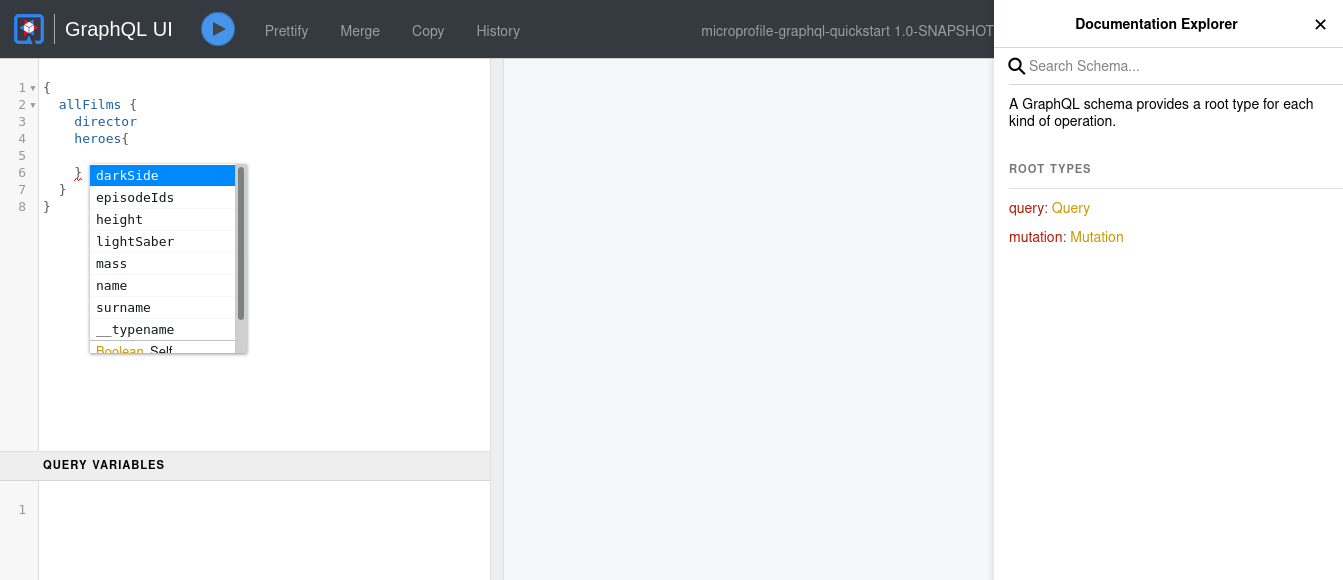 GraphQL UI
Prettify
Merge
Copy
History
microprofile-graphql-quickstart 1.0-SNAPSHOT
1 {
2 allFilms {
3 director
4 heroes{
5
6 }
7 }
8 }
darkSide
episodeIds
height
lightSaber
mass
name
surname
__typename
Boolean Self
QUERY VARIABLES
1
Documentation Explorer
Search Schema...
A GraphQL schema provides a root type for each
kind of operation.
ROOT TYPES
query: Query
mutation: Mutation